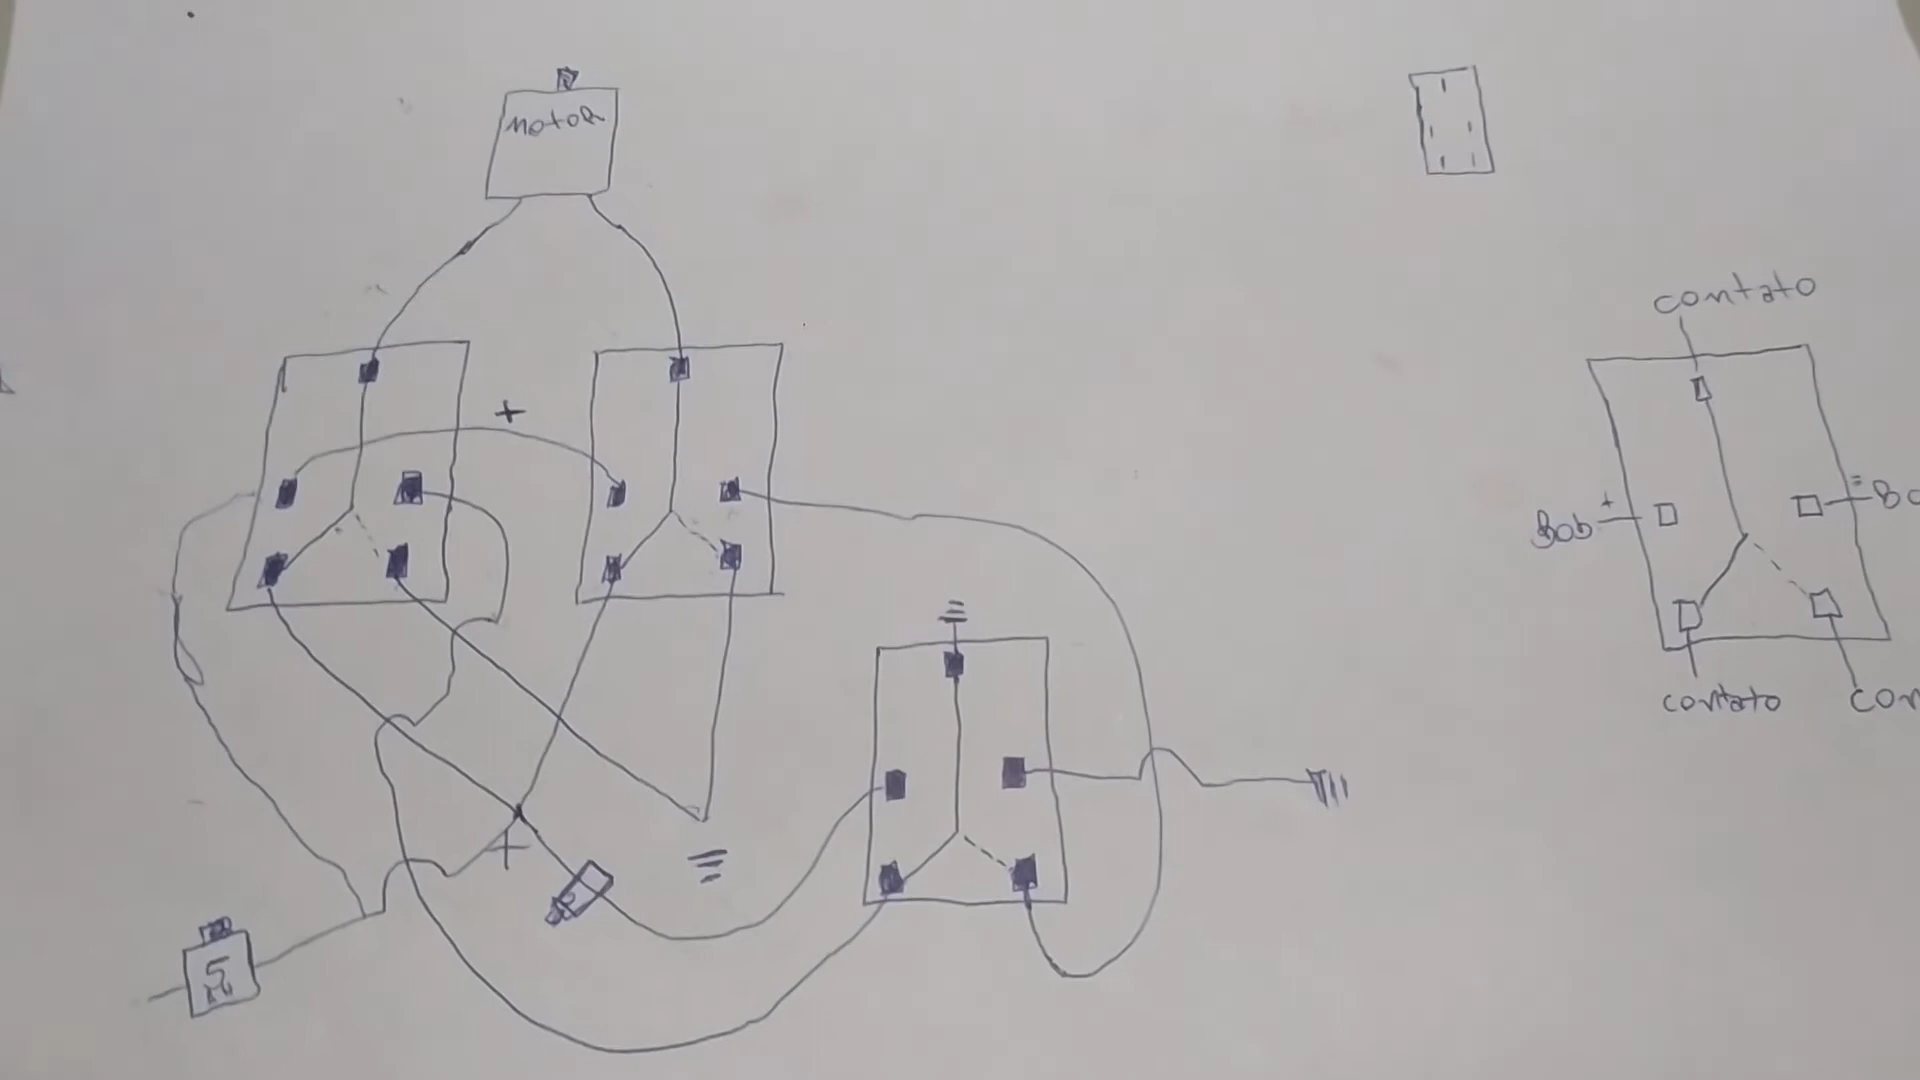 Motor
+
contato
Bob +
contato
+